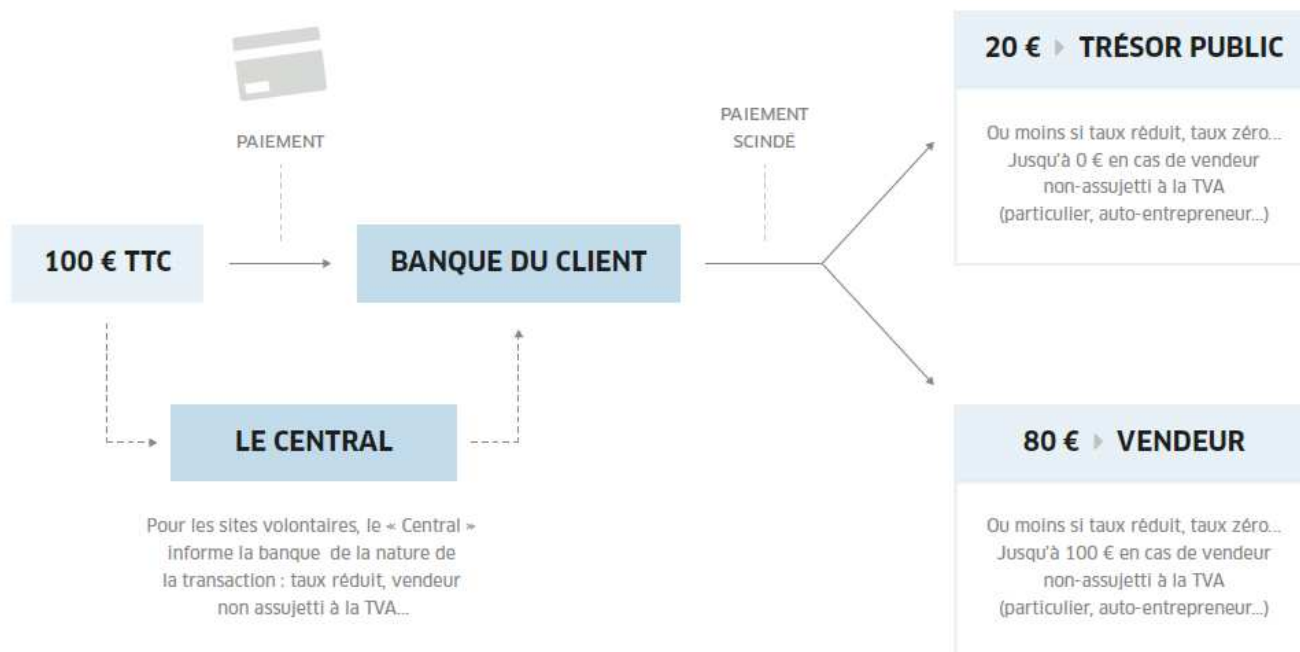 PAIEMENT
100 € TTC
BANQUE DU CLIENT
LE CENTRAL
Pour les sites volontaires, le « Central »
informe la banque de la nature de
la transaction : taux réduit, vendeur
non assujetti à la TVA...
PAIEMENT
SCINDÉ
20 € TRÉSOR PUBLIC
Ou moins si taux réduit, taux zéro...
Jusqu'à 0 € en cas de vendeur
non-assujetti à la TVA
(particulier, auto-entrepreneur...)
80 € VENDEUR
Ou moins si taux réduit, taux zéro...
Jusqu'à 100 € en cas de vendeur
non-assujetti à la TVA
(particulier, auto-entrepreneur...)